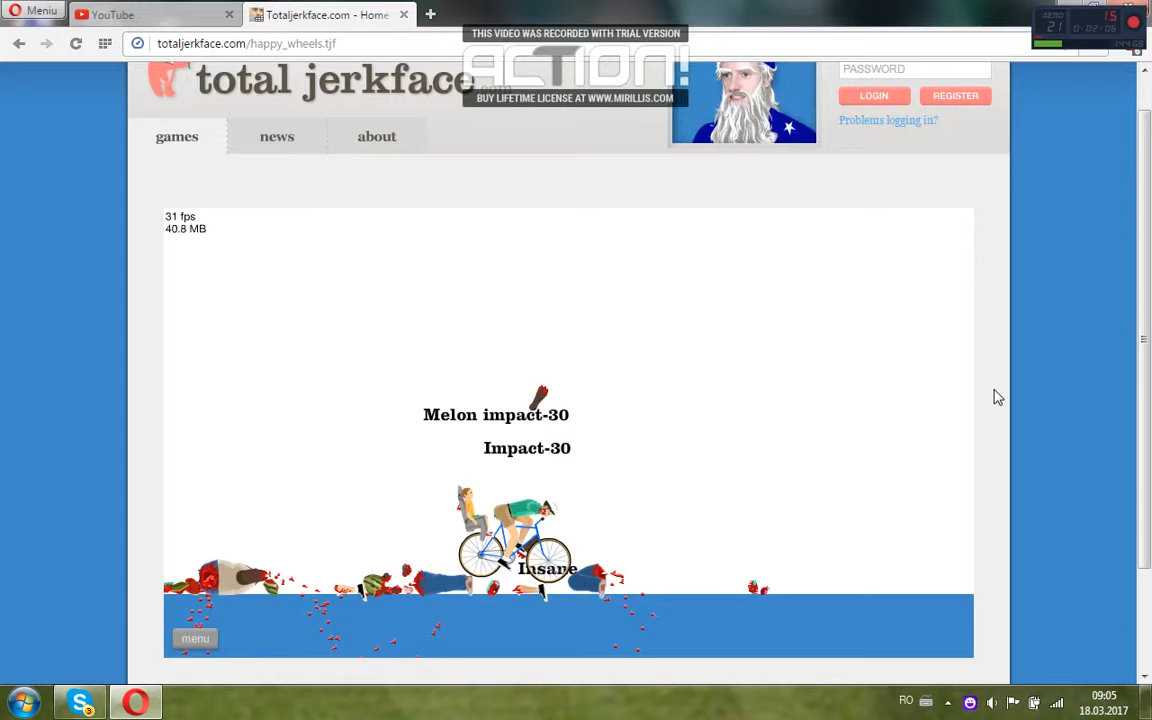 Meniu
YouTube
Totaljerkface.com - Home
THIS VIDEO WAS RECORDED WITH TRIAL VERSION
ACTION!
BUY LIFETIME LICENSE AT WWW.MIRILLIS.COM
totaljerkface.com/happy_wheels.tjf
total jerkface
.com
PASSWORD
LOGIN
REGISTER
Problems logging in?
games
news
about
31 fps
40.8 MB
Melon impact-30
Impact-30
Insane
menu
RO
09:05
18.03.2017